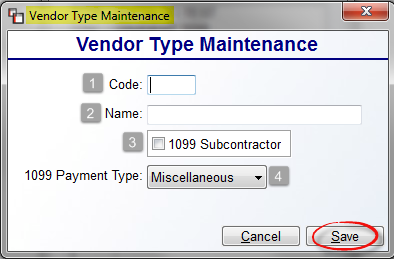 Vendor Type Maintenance
Vendor Type Maintenance
1 Code:
2 Name:
3 1099 Subcontractor
1099 Payment Type: Miscellaneous 4
Cancel Save